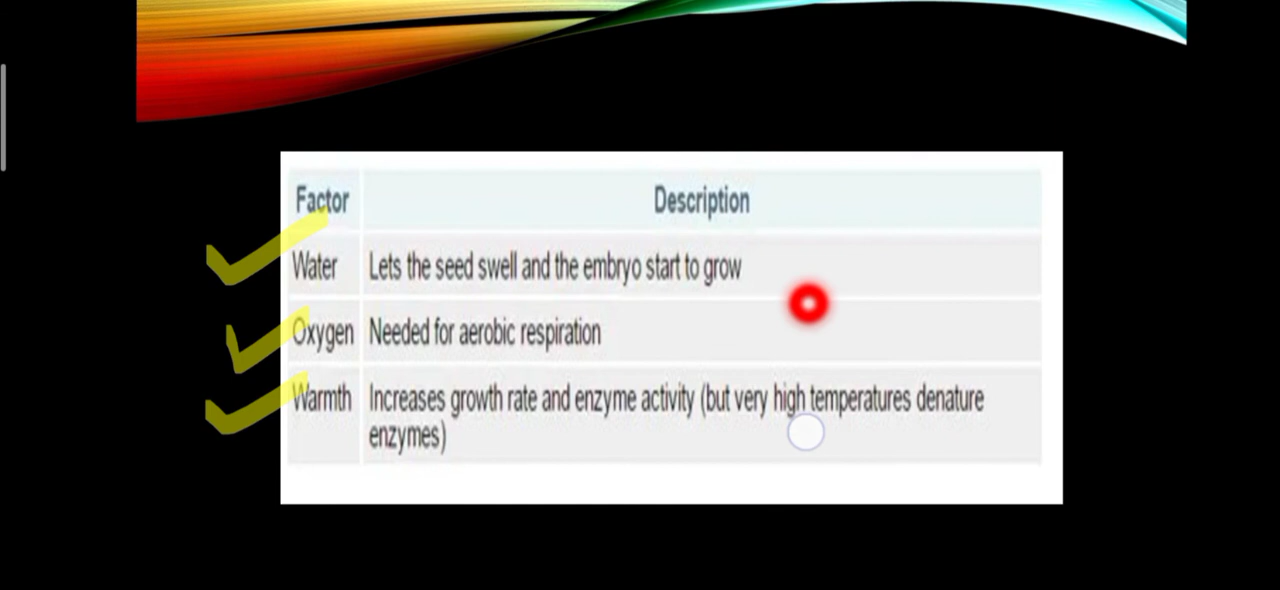 Factor Description
Water Lets the seed swell and the embryo start to grow
Oxygen Needed for aerobic respiration
Warmth Increases growth rate and enzyme activity (but very high temperatures denature
enzymes)